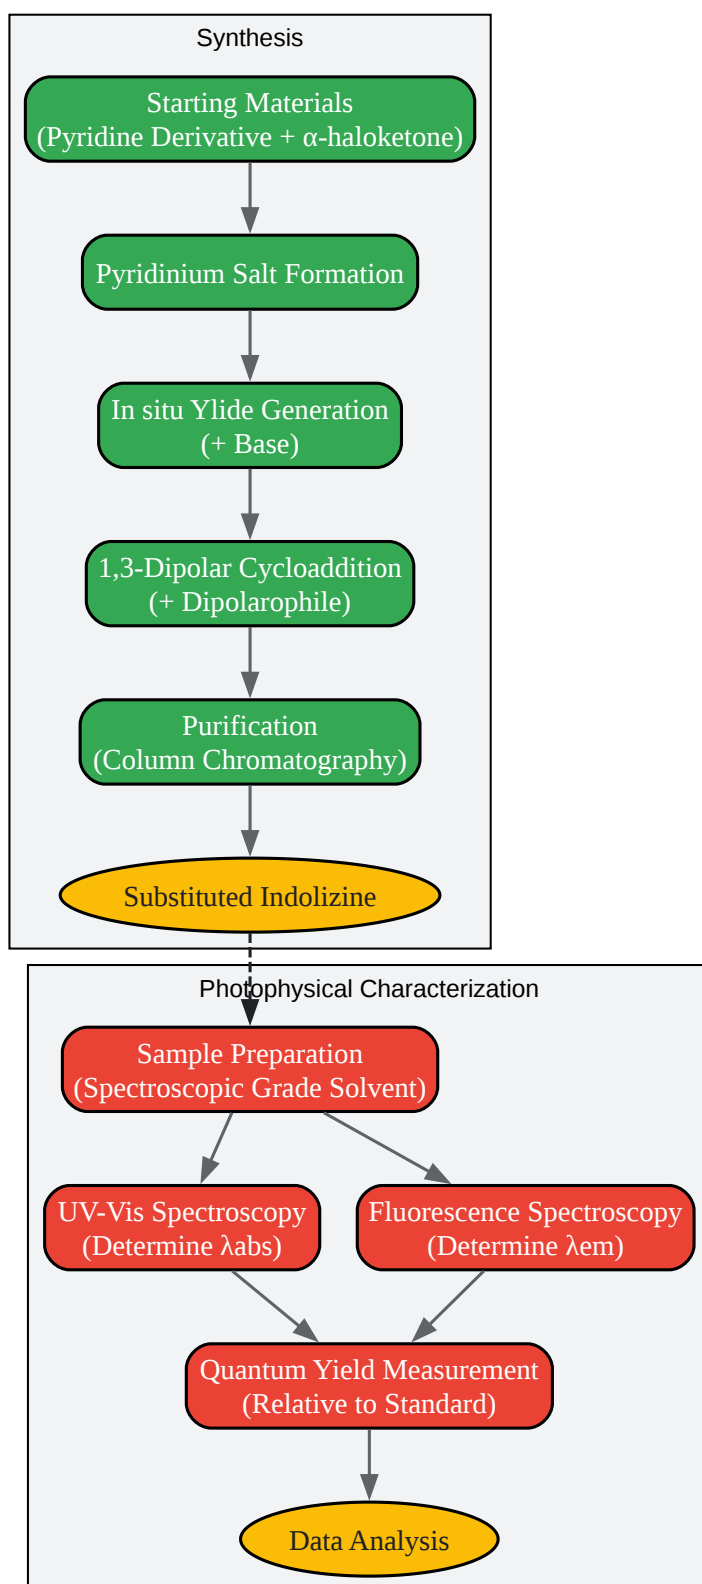 Synthesis
Starting Materials
(Pyridine Derivative + α-haloketone)
Pyridinium Salt Formation
In situ Ylide Generation
(+ Base)
1,3-Dipolar Cycloaddition
(+ Dipolarophile)
Purification
(Column Chromatography)
Substituted Indolizine
Photophysical Characterization
Sample Preparation
(Spectroscopic Grade Solvent)
UV-Vis Spectroscopy
(Determine λabs)
Fluorescence Spectroscopy
(Determine λem)
Quantum Yield Measurement
(Relative to Standard)
Data Analysis